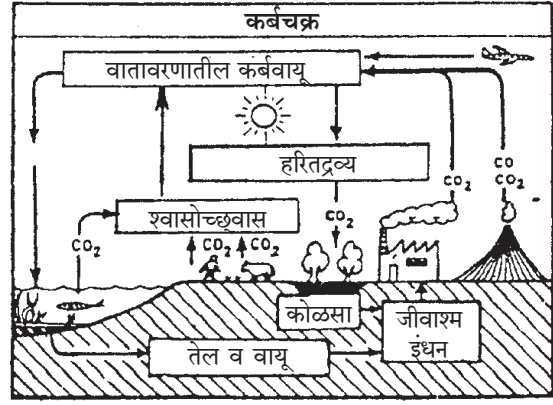 कर्बचक्र
वातावरणातील कर्बवायू
हरितद्रव्य
CO
CO₂
CO₂
श्वासोच्छ्वास
CO₂
CO₂
CO₂ CO₂
कोळसा
जीवाश्म
इंधन
तेल व वायू